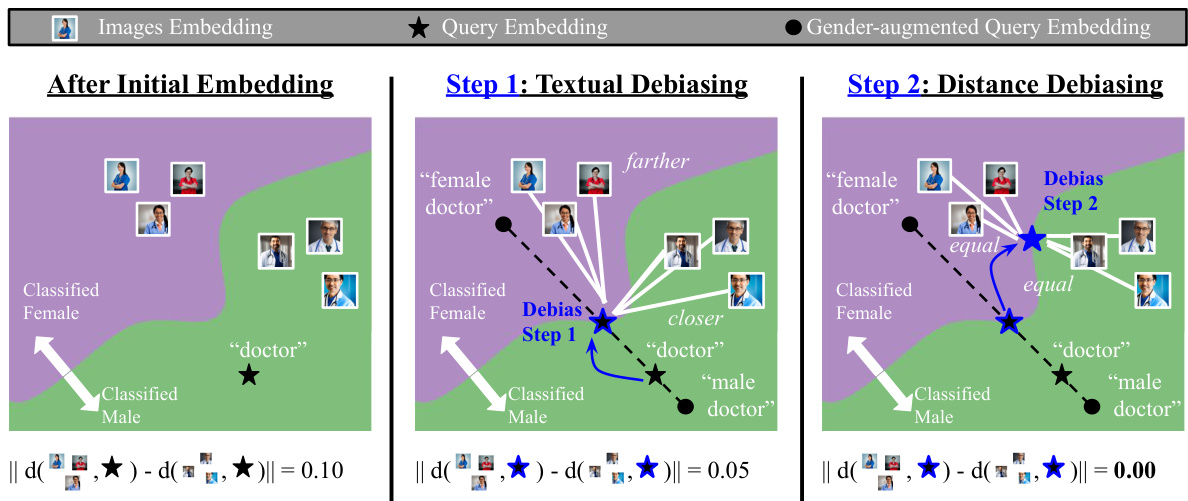 Images Embedding
Query Embedding
Gender-augmented Query Embedding
After Initial Embedding
Classified
Female
"doctor"
Classified
Male
|| d( , ) - d( , )|| = 0.10
Step 1: Textual Debiasing
"female
doctor"
farther
Classified
Female
Debias
Step 1
closer
"doctor"
"male
doctor"
Classified
Male
|| d( , ) - d( , )|| = 0.05
Step 2: Distance Debiasing
"female
doctor"
Debias
Step 2
equal
equal
Classified
Female
"doctor"
"male
doctor"
Classified
Male
|| d( , ) - d( , )|| = 0.00